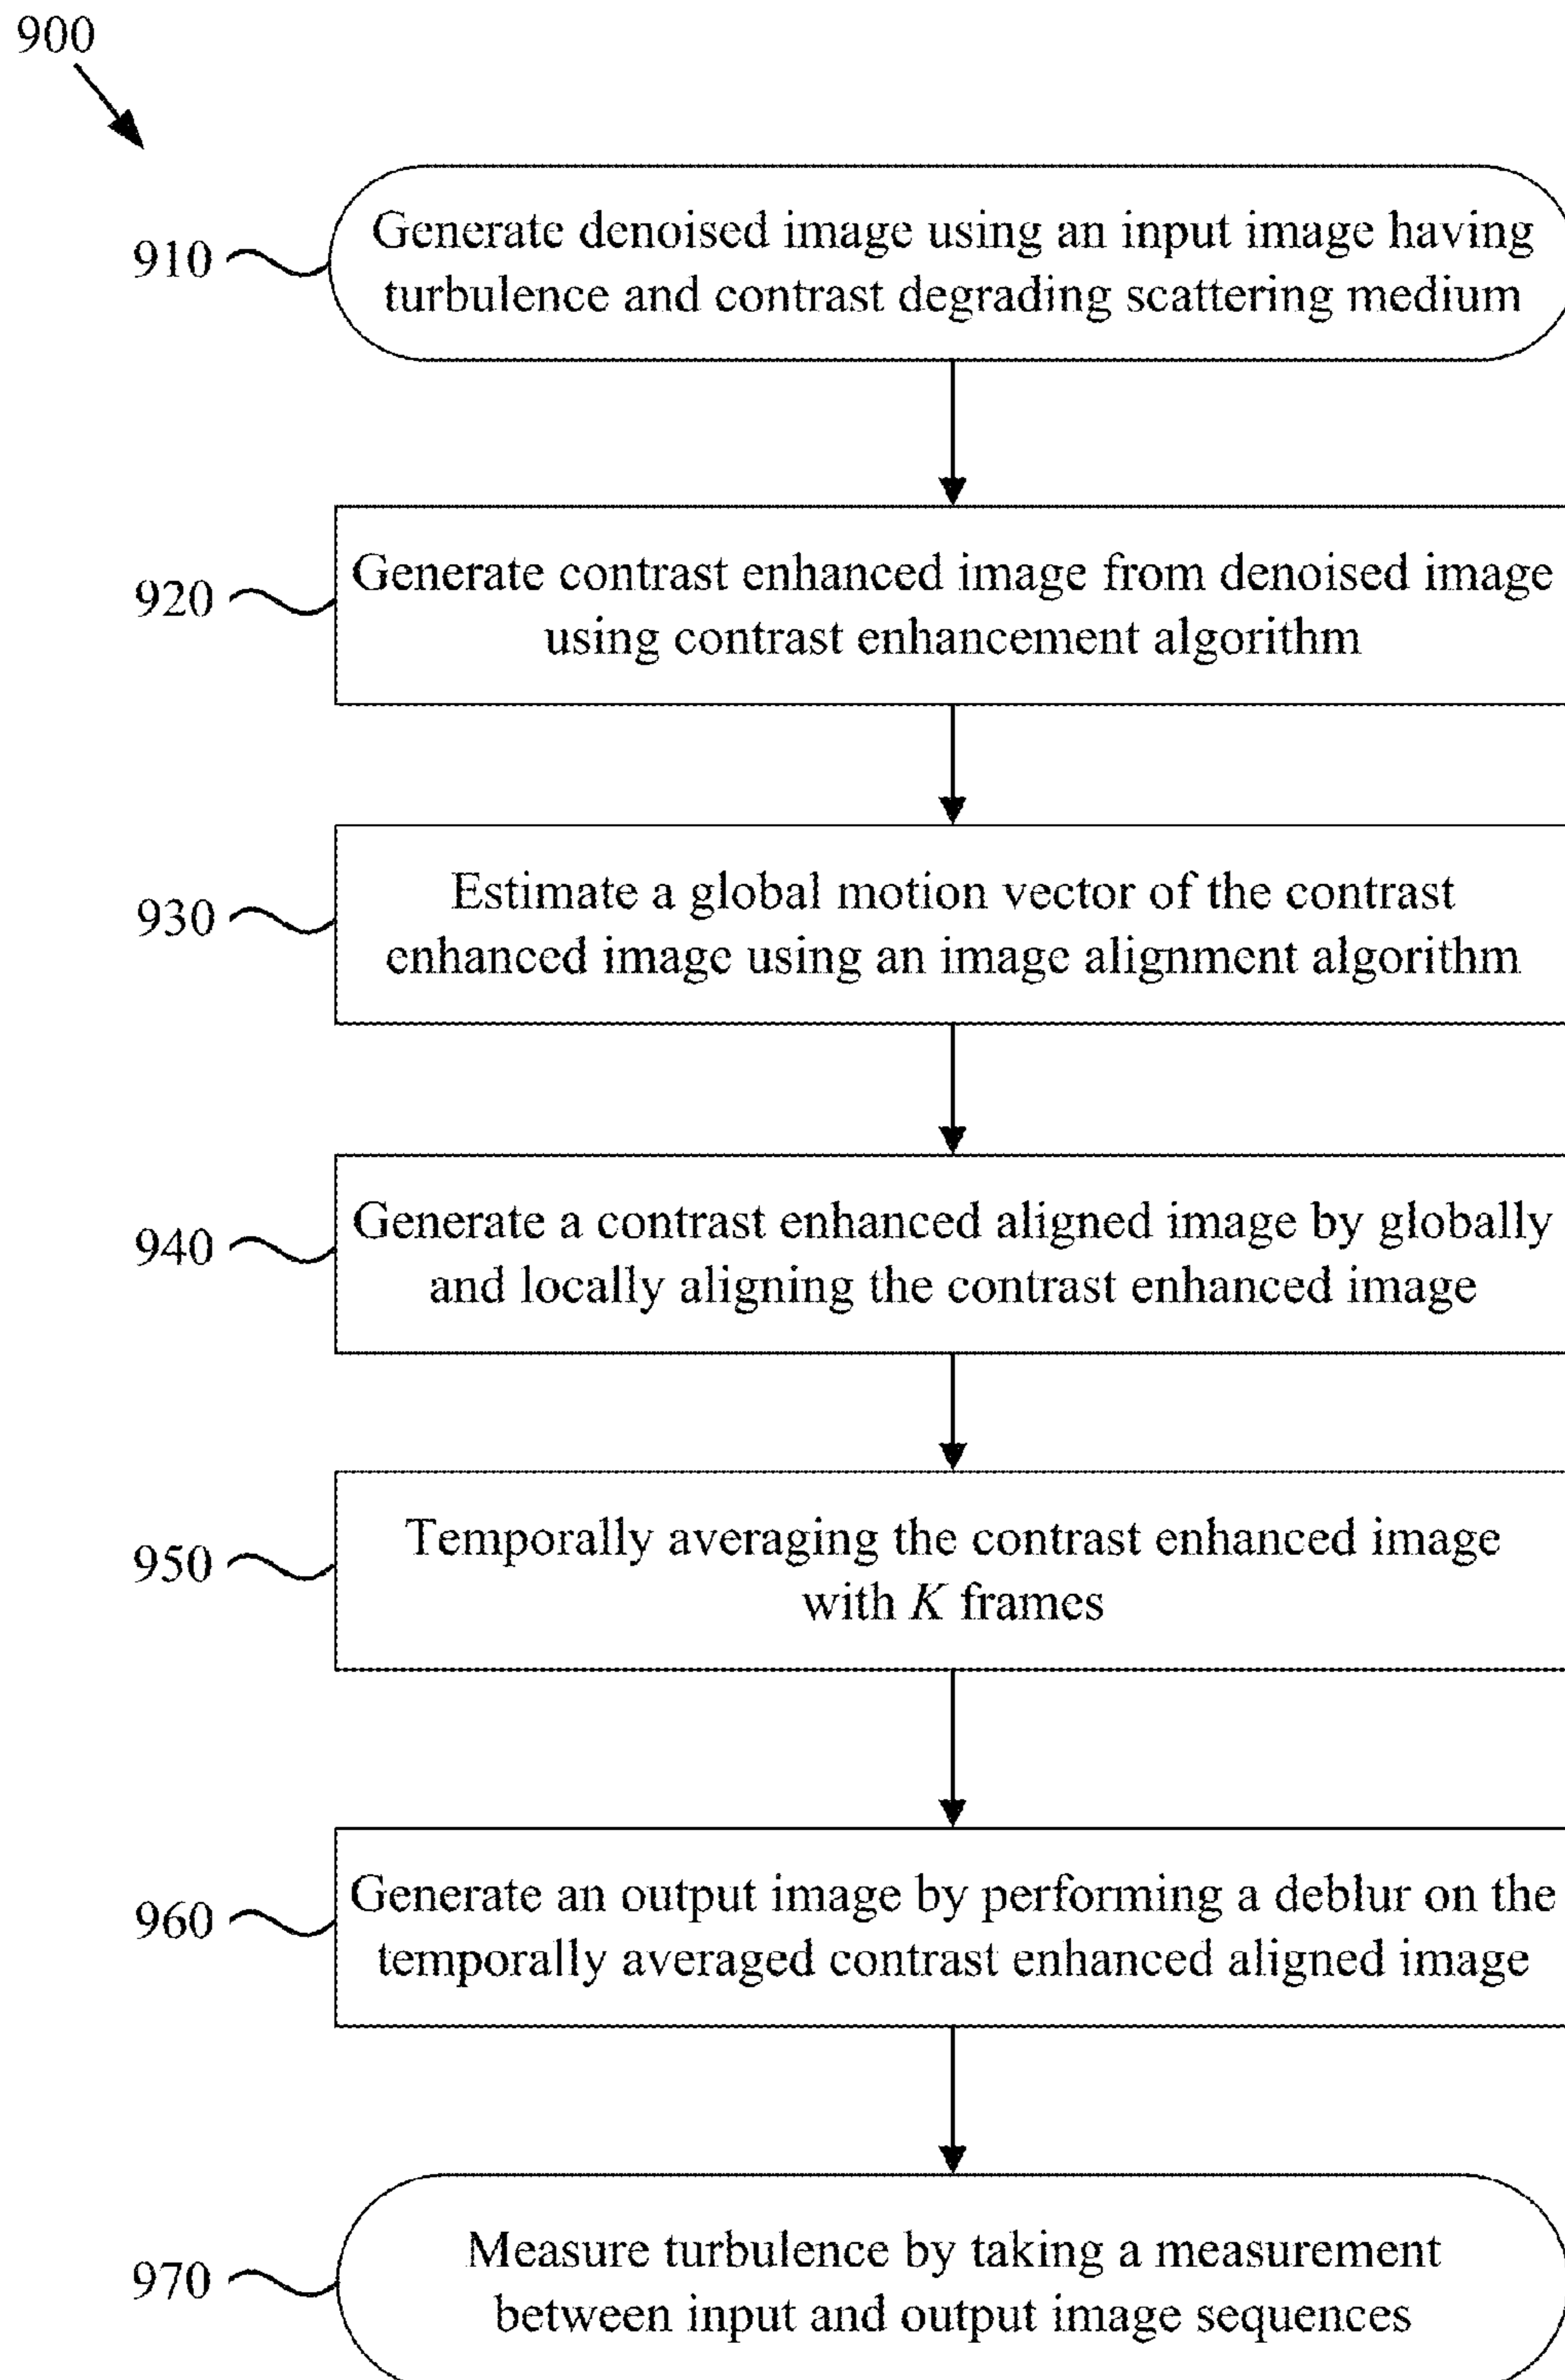 900
910
Generate denoised image using an input image having
turbulence and contrast degrading scattering medium
920
Generate contrast enhanced image from denoised image
using contrast enhancement algorithm
930
Estimate a global motion vector of the contrast
enhanced image using an image alignment algorithm
940
Generate a contrast enhanced aligned image by globally
and locally aligning the contrast enhanced image
950
Temporally averaging the contrast enhanced image
with K frames
960
Generate an output image by performing a deblur on the
temporally averaged contrast enhanced aligned image
970
Measure turbulence by taking a measurement
between input and output image sequences